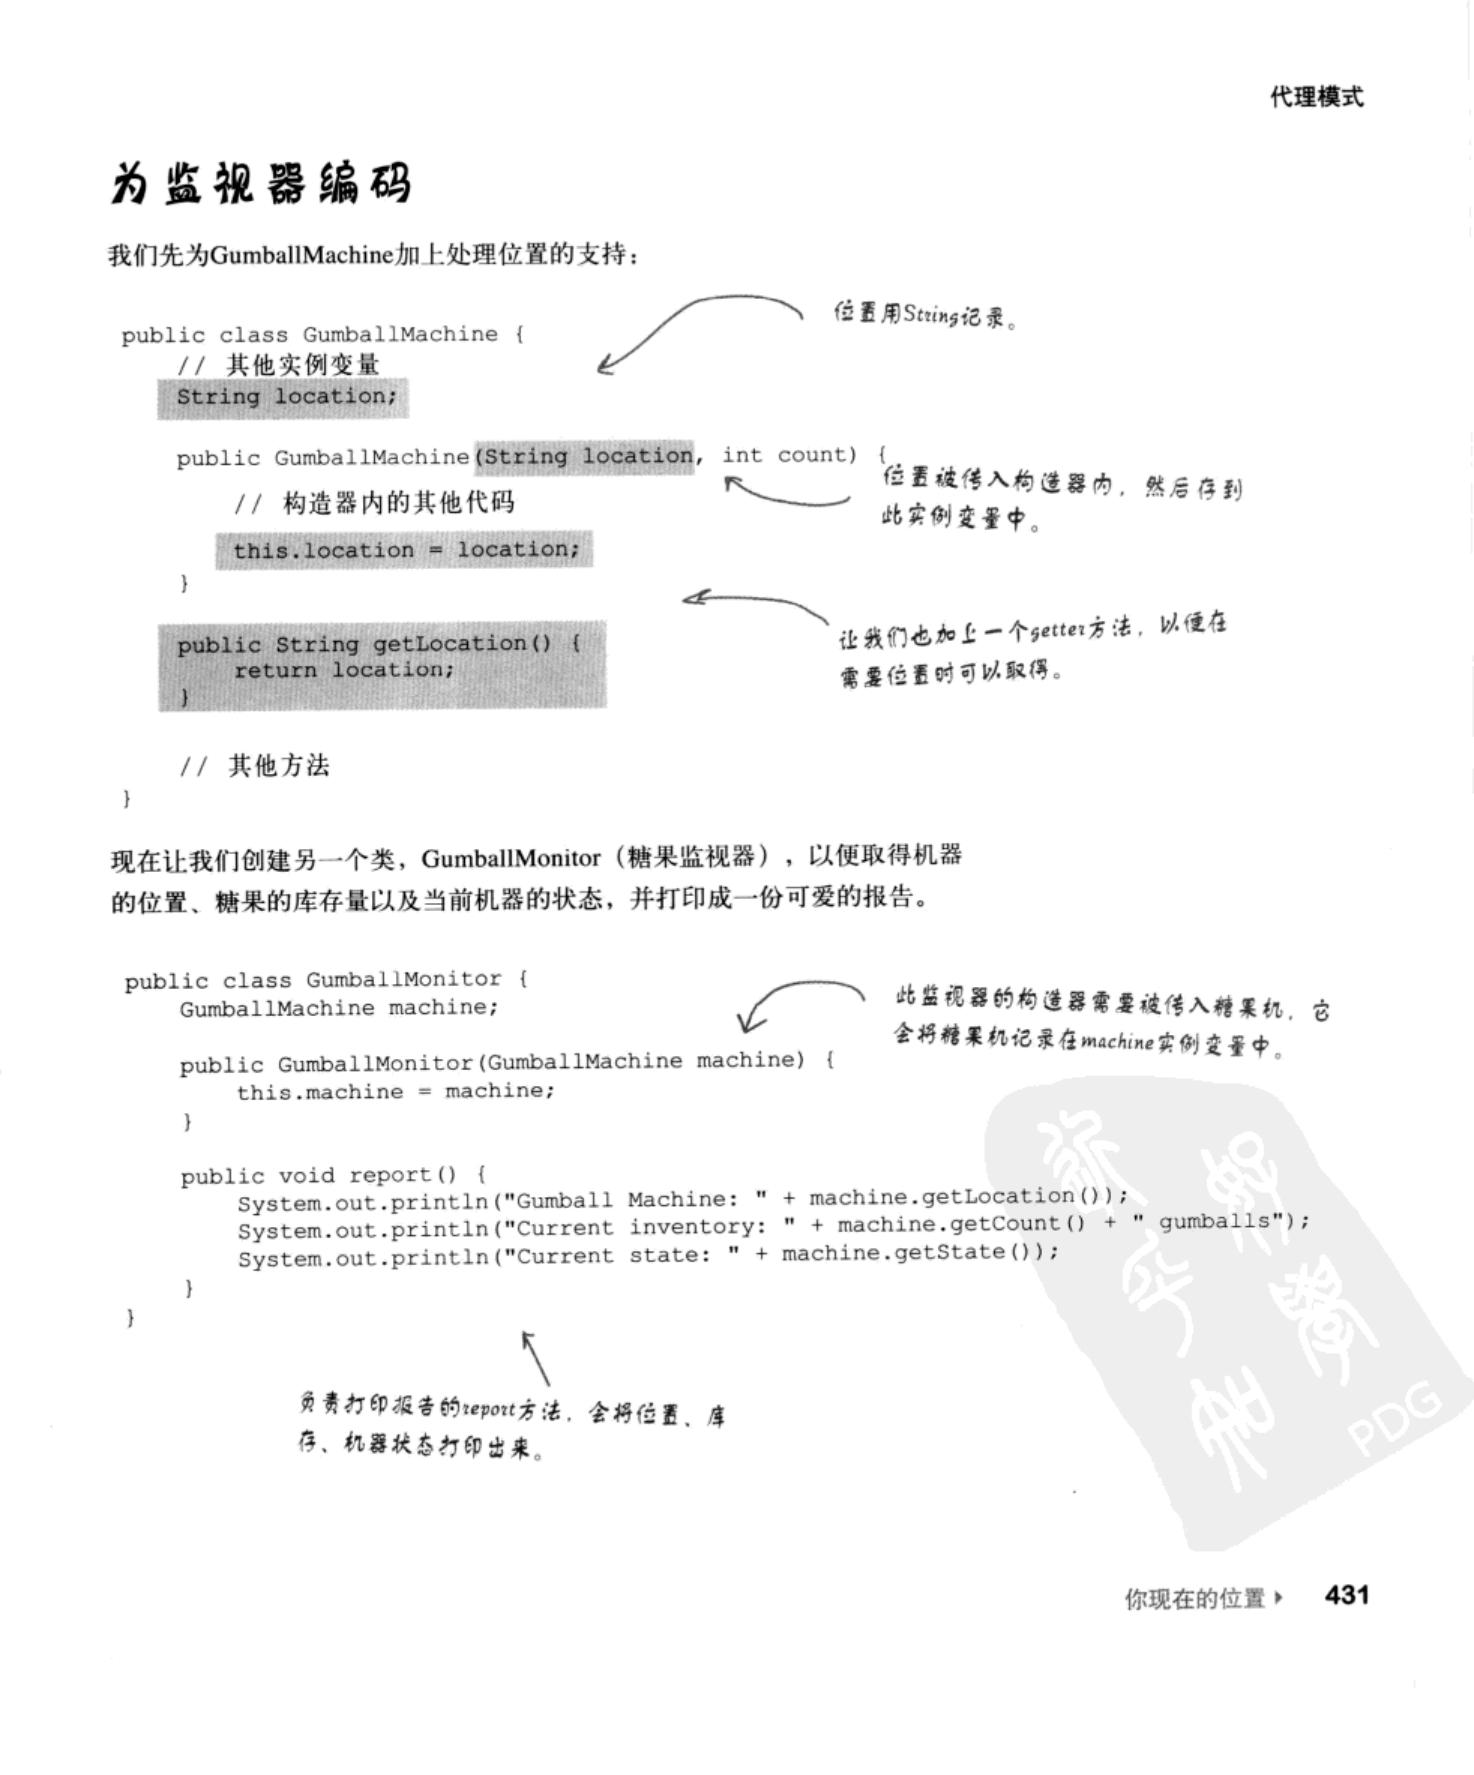 代理模式
为监视器编码
我们先为GumballMachine加上处理位置的支持：
位置用String记录。
public class GumballMachine {
// 其他实例变量
String location;
public GumballMachine(String location, int count) {
位置被传入构造器内，然后存到
此实例变量中。
// 构造器内的其他代码
this.location = location;
}
让我们也加上一个getter方法，以便在
需要位置时可以取得。
public String getLocation() {
return location;
}
// 其他方法
}
现在让我们创建另一个类，GumballMonitor（糖果监视器），以便取得机器
的位置、糖果的库存量以及当前机器的状态，并打印成一份可爱的报告。
public class GumballMonitor {
GumballMachine machine;
此监视器的构造器需要被传入糖果机，它
会将糖果机记录在machine实例变量中。
public GumballMonitor(GumballMachine machine) {
this.machine = machine;
}
public void report() {
System.out.println("Gumball Machine: " + machine.getLocation());
System.out.println("Current inventory: " + machine.getCount() + " gumballs");
System.out.println("Current state: " + machine.getState());
}
}
负责打印报告的report方法，会将位置、库
存、机器状态打印出来。
PDG
你现在的位置 431